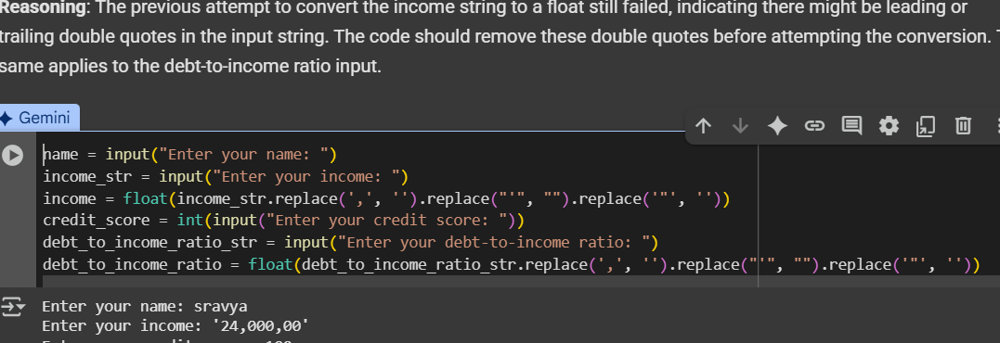 Reasoning: The previous attempt to convert the income string to a float still failed, indicating there might be leading or
trailing double quotes in the input string. The code should remove these double quotes before attempting the conversion.
same applies to the debt-to-income ratio input.
Gemini
name = input("Enter your name: ")
income_str = input("Enter your income: ")
income = float(income_str.replace(',', '').replace("'", "").replace('"', ''))
credit_score = int(input("Enter your credit score: "))
debt_to_income_ratio_str = input("Enter your debt-to-income ratio: ")
debt_to_income_ratio = float(debt_to_income_ratio_str.replace(',', '').replace("'", "").replace('"', ''))
Enter your name: sravya
Enter your income: '24,000,00'